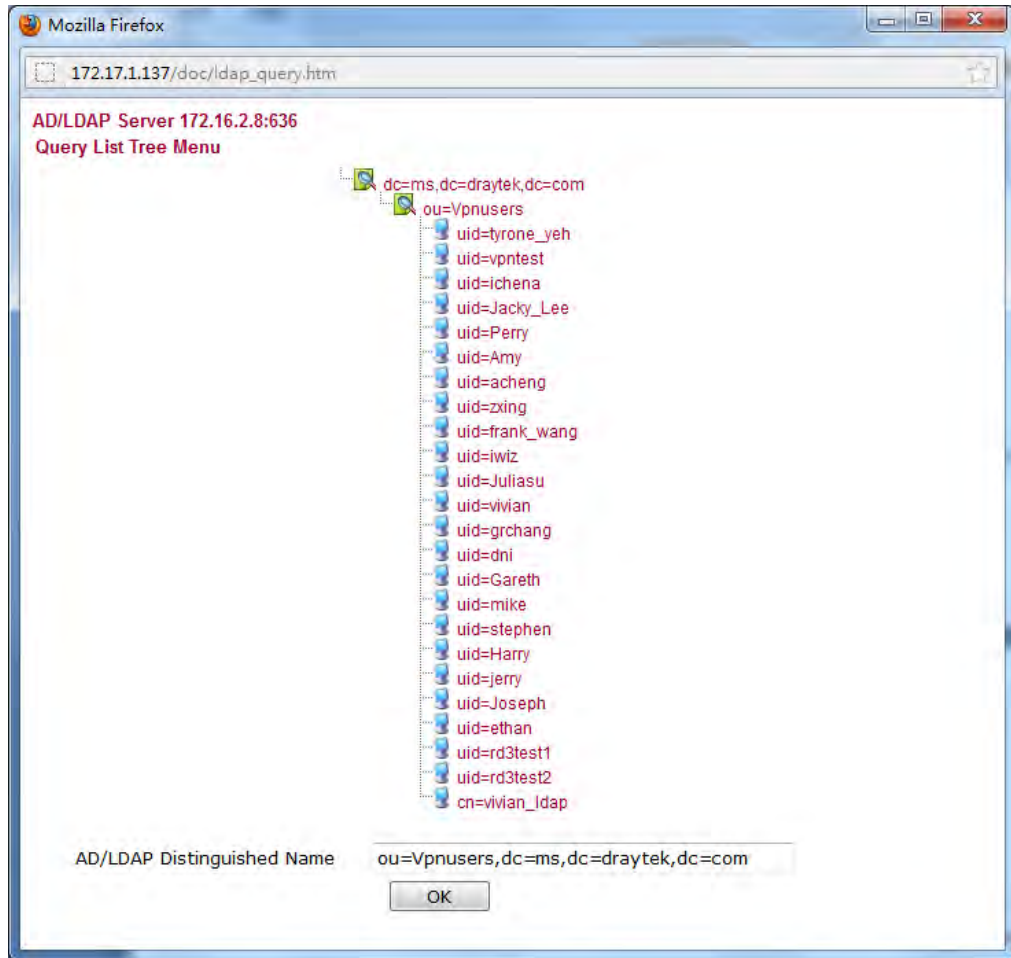 Mozilla Firefox
172.17.1.137/doc/ldap_query.htm
AD/LDAP Server 172.16.2.8:636
Query List Tree Menu
dc=ms,dc=draytek,dc=com
ou=Vpnusers
uid=tyrone_yeh
uid=vpntest
uid=ichena
uid=Jacky_Lee
uid=Perry
uid=Amy
uid=acheng
uid=zxing
uid=frank_wang
uid=iwiz
uid=Juliasu
uid=vivian
uid=grchang
uid=dni
uid=Gareth
uid=mike
uid=stephen
uid=Harry
uid=jerry
uid=Joseph
uid=ethan
uid=rd3test1
uid=rd3test2
cn=vivian_ldap
AD/LDAP Distinguished Name ou=Vpnusers,dc=ms,dc=draytek,dc=com
OK